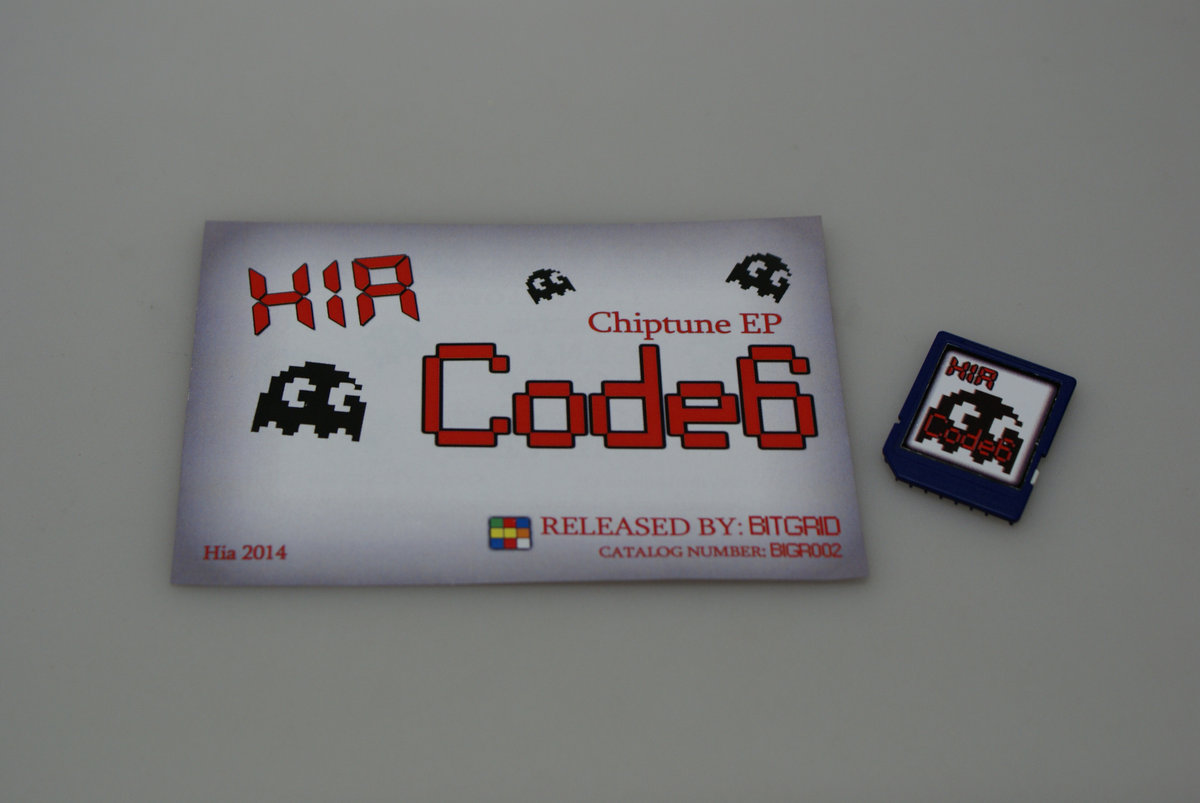 HIA
Chiptune EP
Code6
RELEASED BY: BITGRID
CATALOG NUMBER: BIGR002
Hia 2014
HIA
Code6